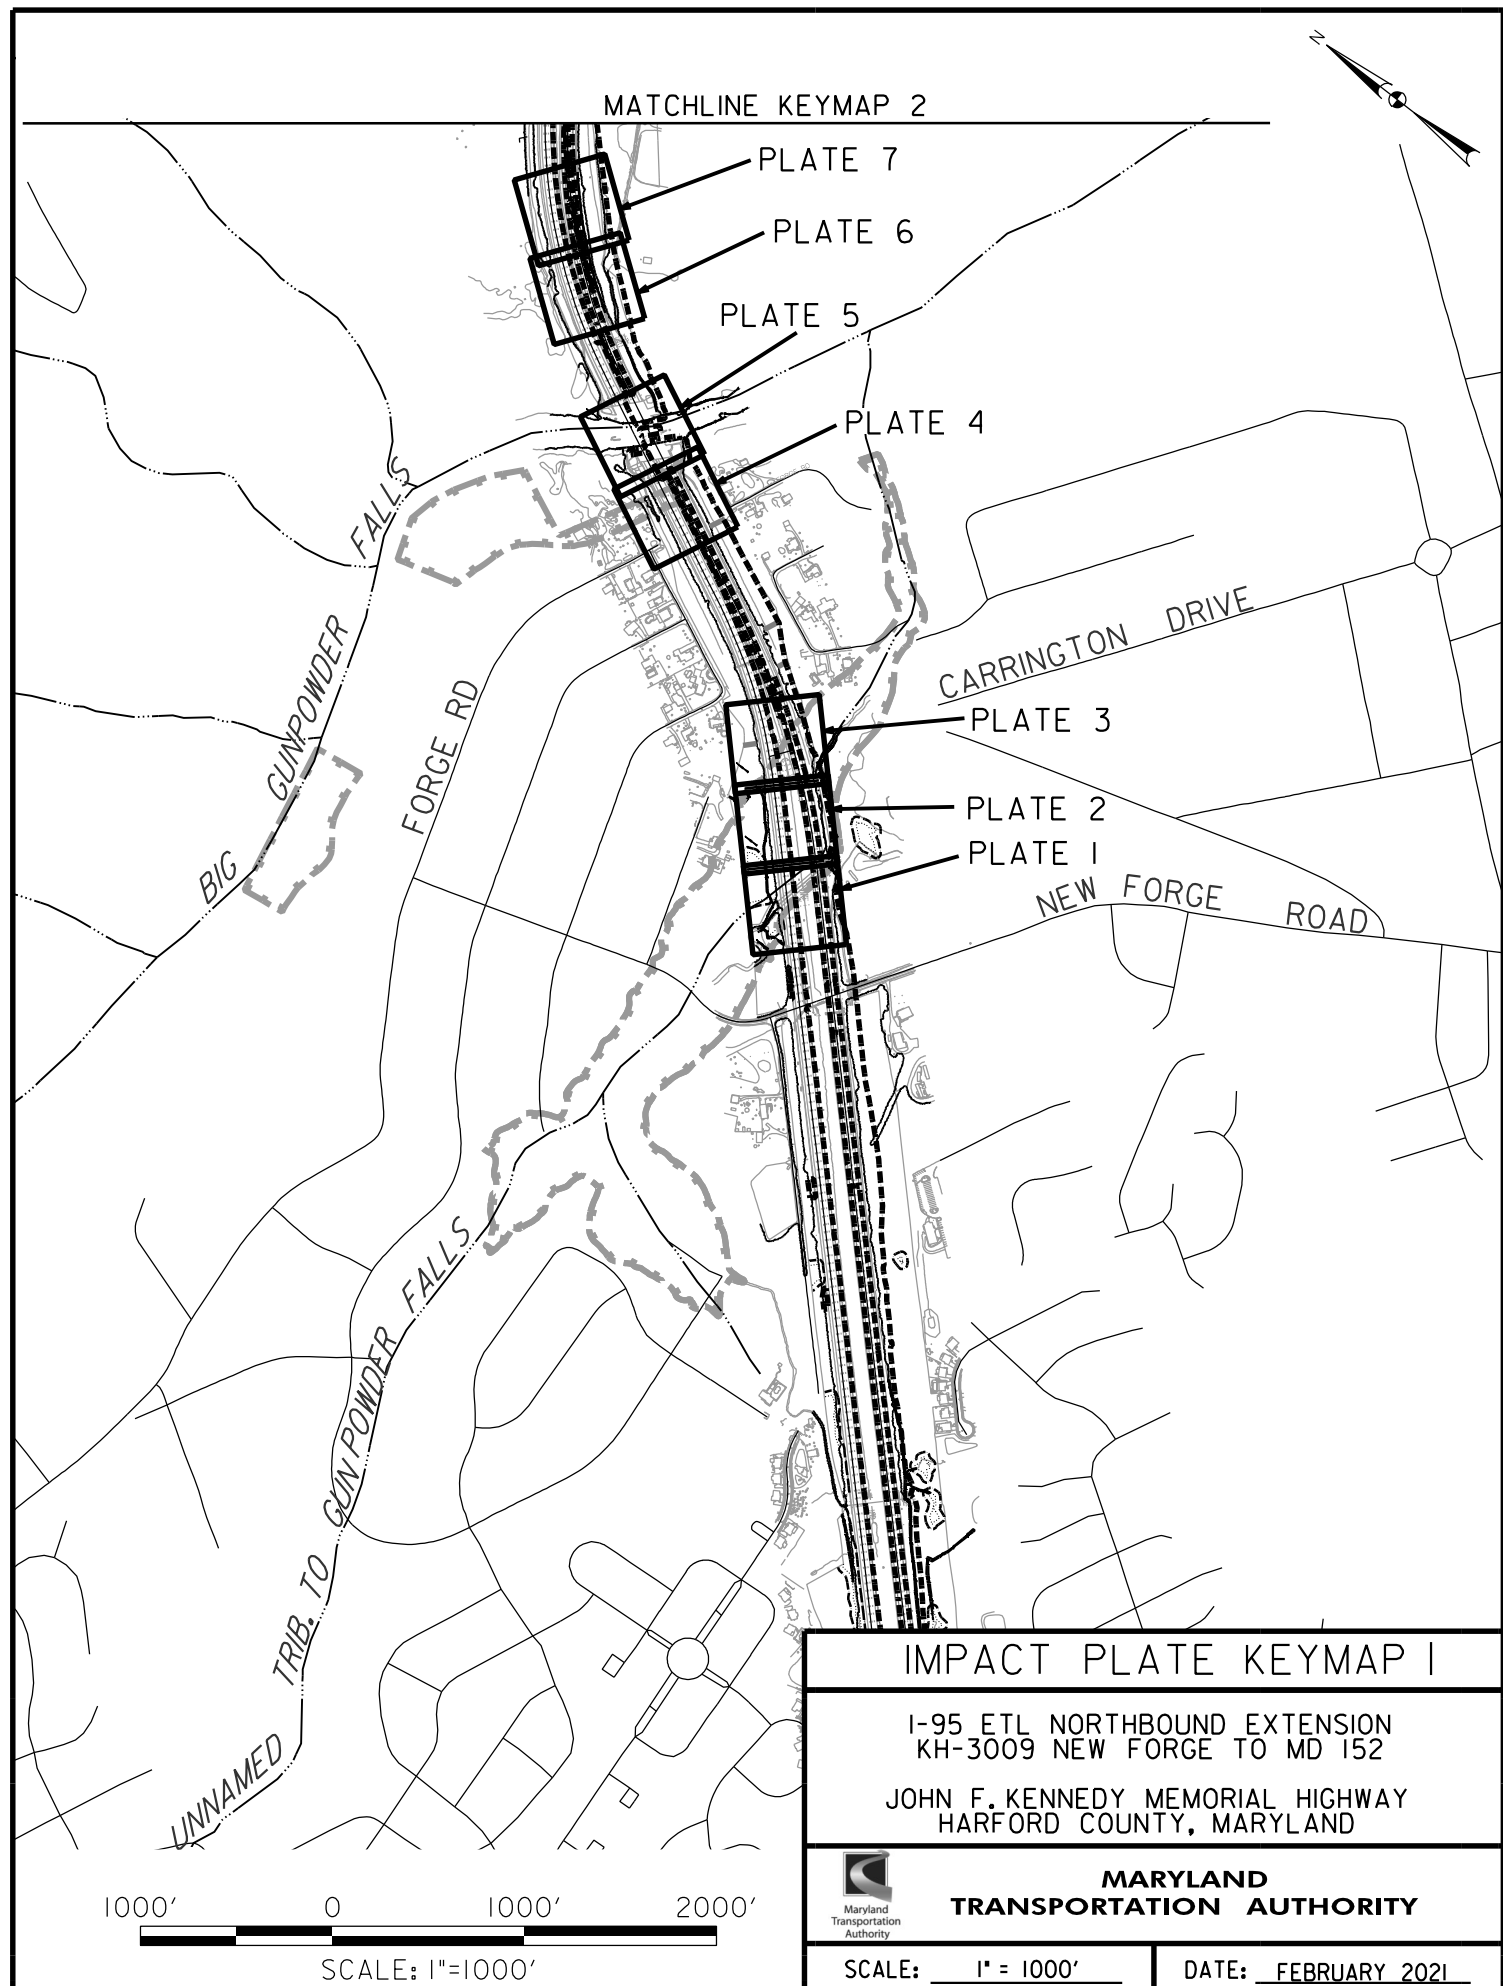 N
MATCHLINE KEYMAP 2
PLATE 7
PLATE 6
PLATE 5
PLATE 4
FALLS
GUNPOWDER
BIG
FORGE RD
CARRINGTON DRIVE
PLATE 3
PLATE 2
PLATE 1
NEW FORGE ROAD
UNNAMED TRIB. TO GUNPOWDER FALLS
IMPACT PLATE KEYMAP 1
I-95 ETL NORTHBOUND EXTENSION
KH-3009 NEW FORGE TO MD 152
JOHN F. KENNEDY MEMORIAL HIGHWAY
HARFORD COUNTY, MARYLAND
Maryland
Transportation
Authority
MARYLAND
TRANSPORTATION AUTHORITY
1000' 0 1000' 2000'
SCALE: 1"=1000'
SCALE: 1" = 1000'
DATE: FEBRUARY 2021